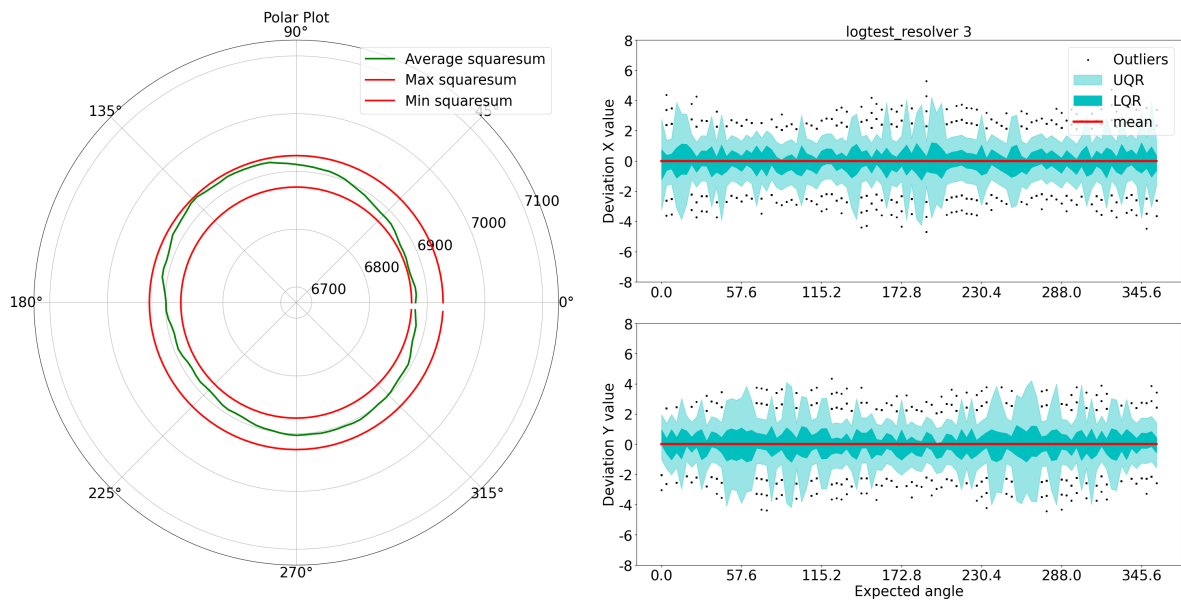 Polar Plot
90°
Average squaresum
Max squaresum
Min squaresum
135°
45°
7100
7000
6900
6800
6700
180°
0°
225°
315°
270°
logtest_resolver 3
Outliers
UQR
LQR
mean
Deviation X value
8
6
4
2
0
-2
-4
-6
-8
0.0 57.6 115.2 172.8 230.4 288.0 345.6
Deviation Y value
8
6
4
2
0
-2
-4
-6
-8
0.0 57.6 115.2 172.8 230.4 288.0 345.6
Expected angle